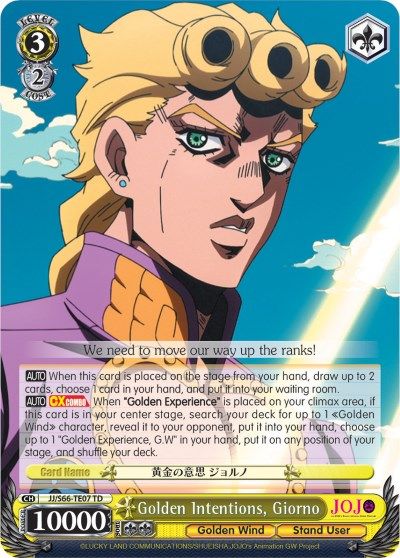 LEVEL
3
2
COST
We need to move our way up the ranks!
AUTO When this card is placed on the stage from your hand, draw up to 2
cards, choose 1 card in your hand, and put it into your waiting room.
AUTO CX COMBO When "Golden Experience" is placed on your climax area, if
this card is in your center stage, search your deck for up to 1 «Golden
Wind» character, reveal it to your opponent, put it into your hand, choose
up to 1 "Golden Experience, G.W" in your hand, put it on any position of your
stage, and shuffle your deck.
Card Name 黄金の意思 ジョルノ
CD JJ/S66-TE07 TD
Golden Intentions, Giorno
JOJO
POWER 10000 SOUL
Golden Wind Stand User
©LUCKY LAND COMMUNICATIONS/SHUEISHA,JOJO's Animation GW Project